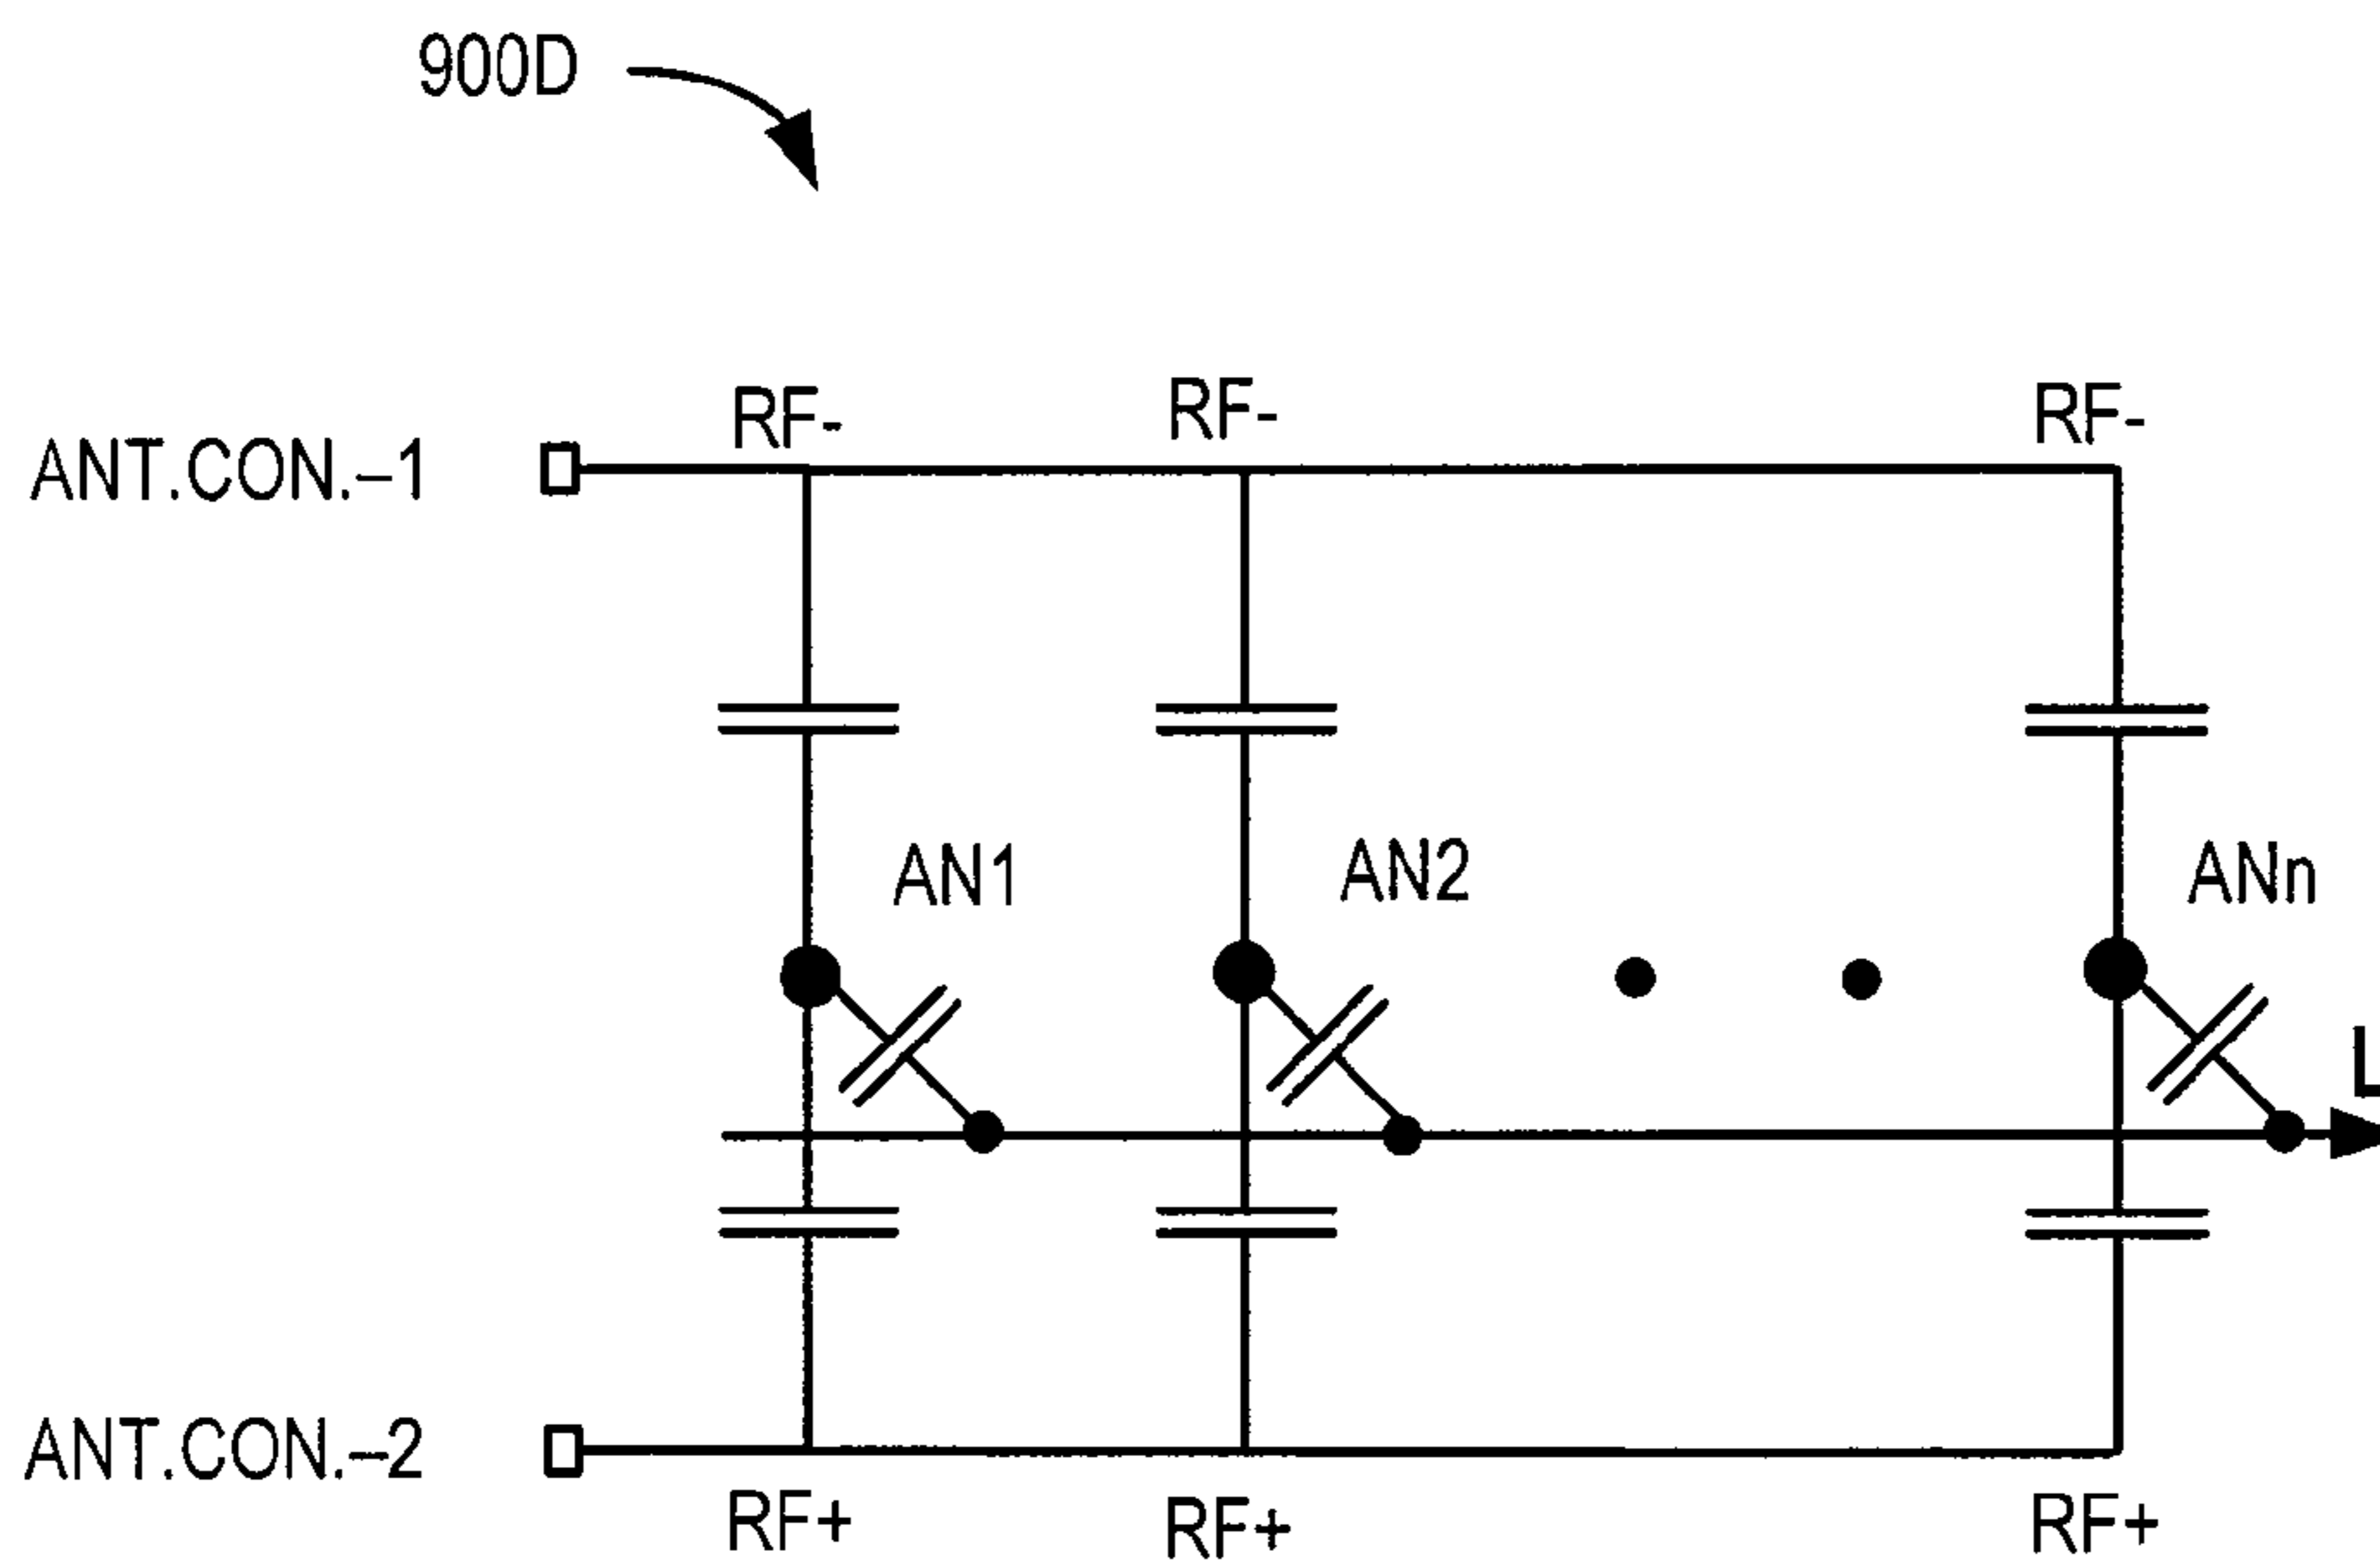 900D
RF- RF- RF-
ANT.CON.–1
AN1 AN2 ANn
L
ANT.CON.–2
RF+ RF+ RF+